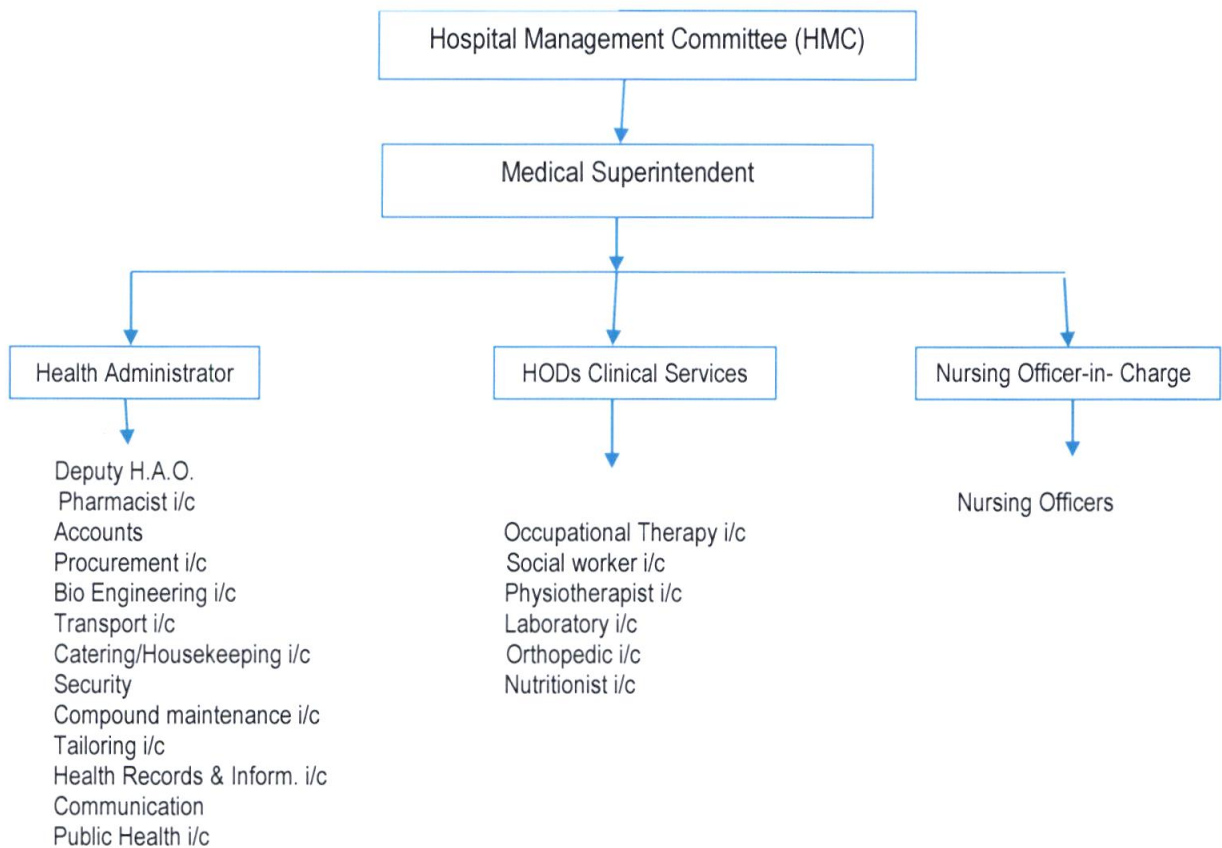 Hospital Management Committee (HMC)
Medical Superintendent
Health Administrator
HODs Clinical Services
Nursing Officer-in- Charge
Deputy H.A.O.
Pharmacist i/c
Accounts
Procurement i/c
Bio Engineering i/c
Transport i/c
Catering/Housekeeping i/c
Security
Compound maintenance i/c
Tailoring i/c
Health Records & Inform. i/c
Communication
Public Health i/c
Occupational Therapy i/c
Social worker i/c
Physiotherapist i/c
Laboratory i/c
Orthopedic i/c
Nutritionist i/c
Nursing Officers